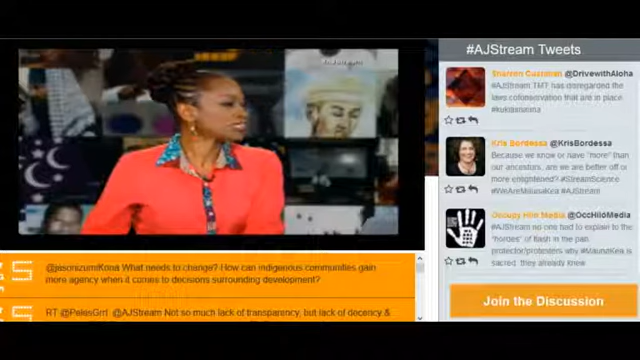 #AJStream Tweets
Sharron Cushman @DrivewithAloha
#AJStream TMT has disregarded the
laws of conservation that are in place.
Kris Bordessa @KrisBordessa
Because we know or have "more" than
our ancestors, are we are better off or
more enlightened? #StreamScience
#WeAreMaunaKea #AJStream
Occupy Hilo Media @OccHiloMedia
#AJStream no one had to explain to the
"hordes" of flash in the pan
protector/protesters why #MaunaKea is
sacred, they already knew
@jasonizumiKona What needs to change? How can indigenous communities gain
more agency when it comes to decisions surrounding development?
RT @PekesGrrl @AJStream Not so much lack of transparency, but lack of decency &
Join the Discussion